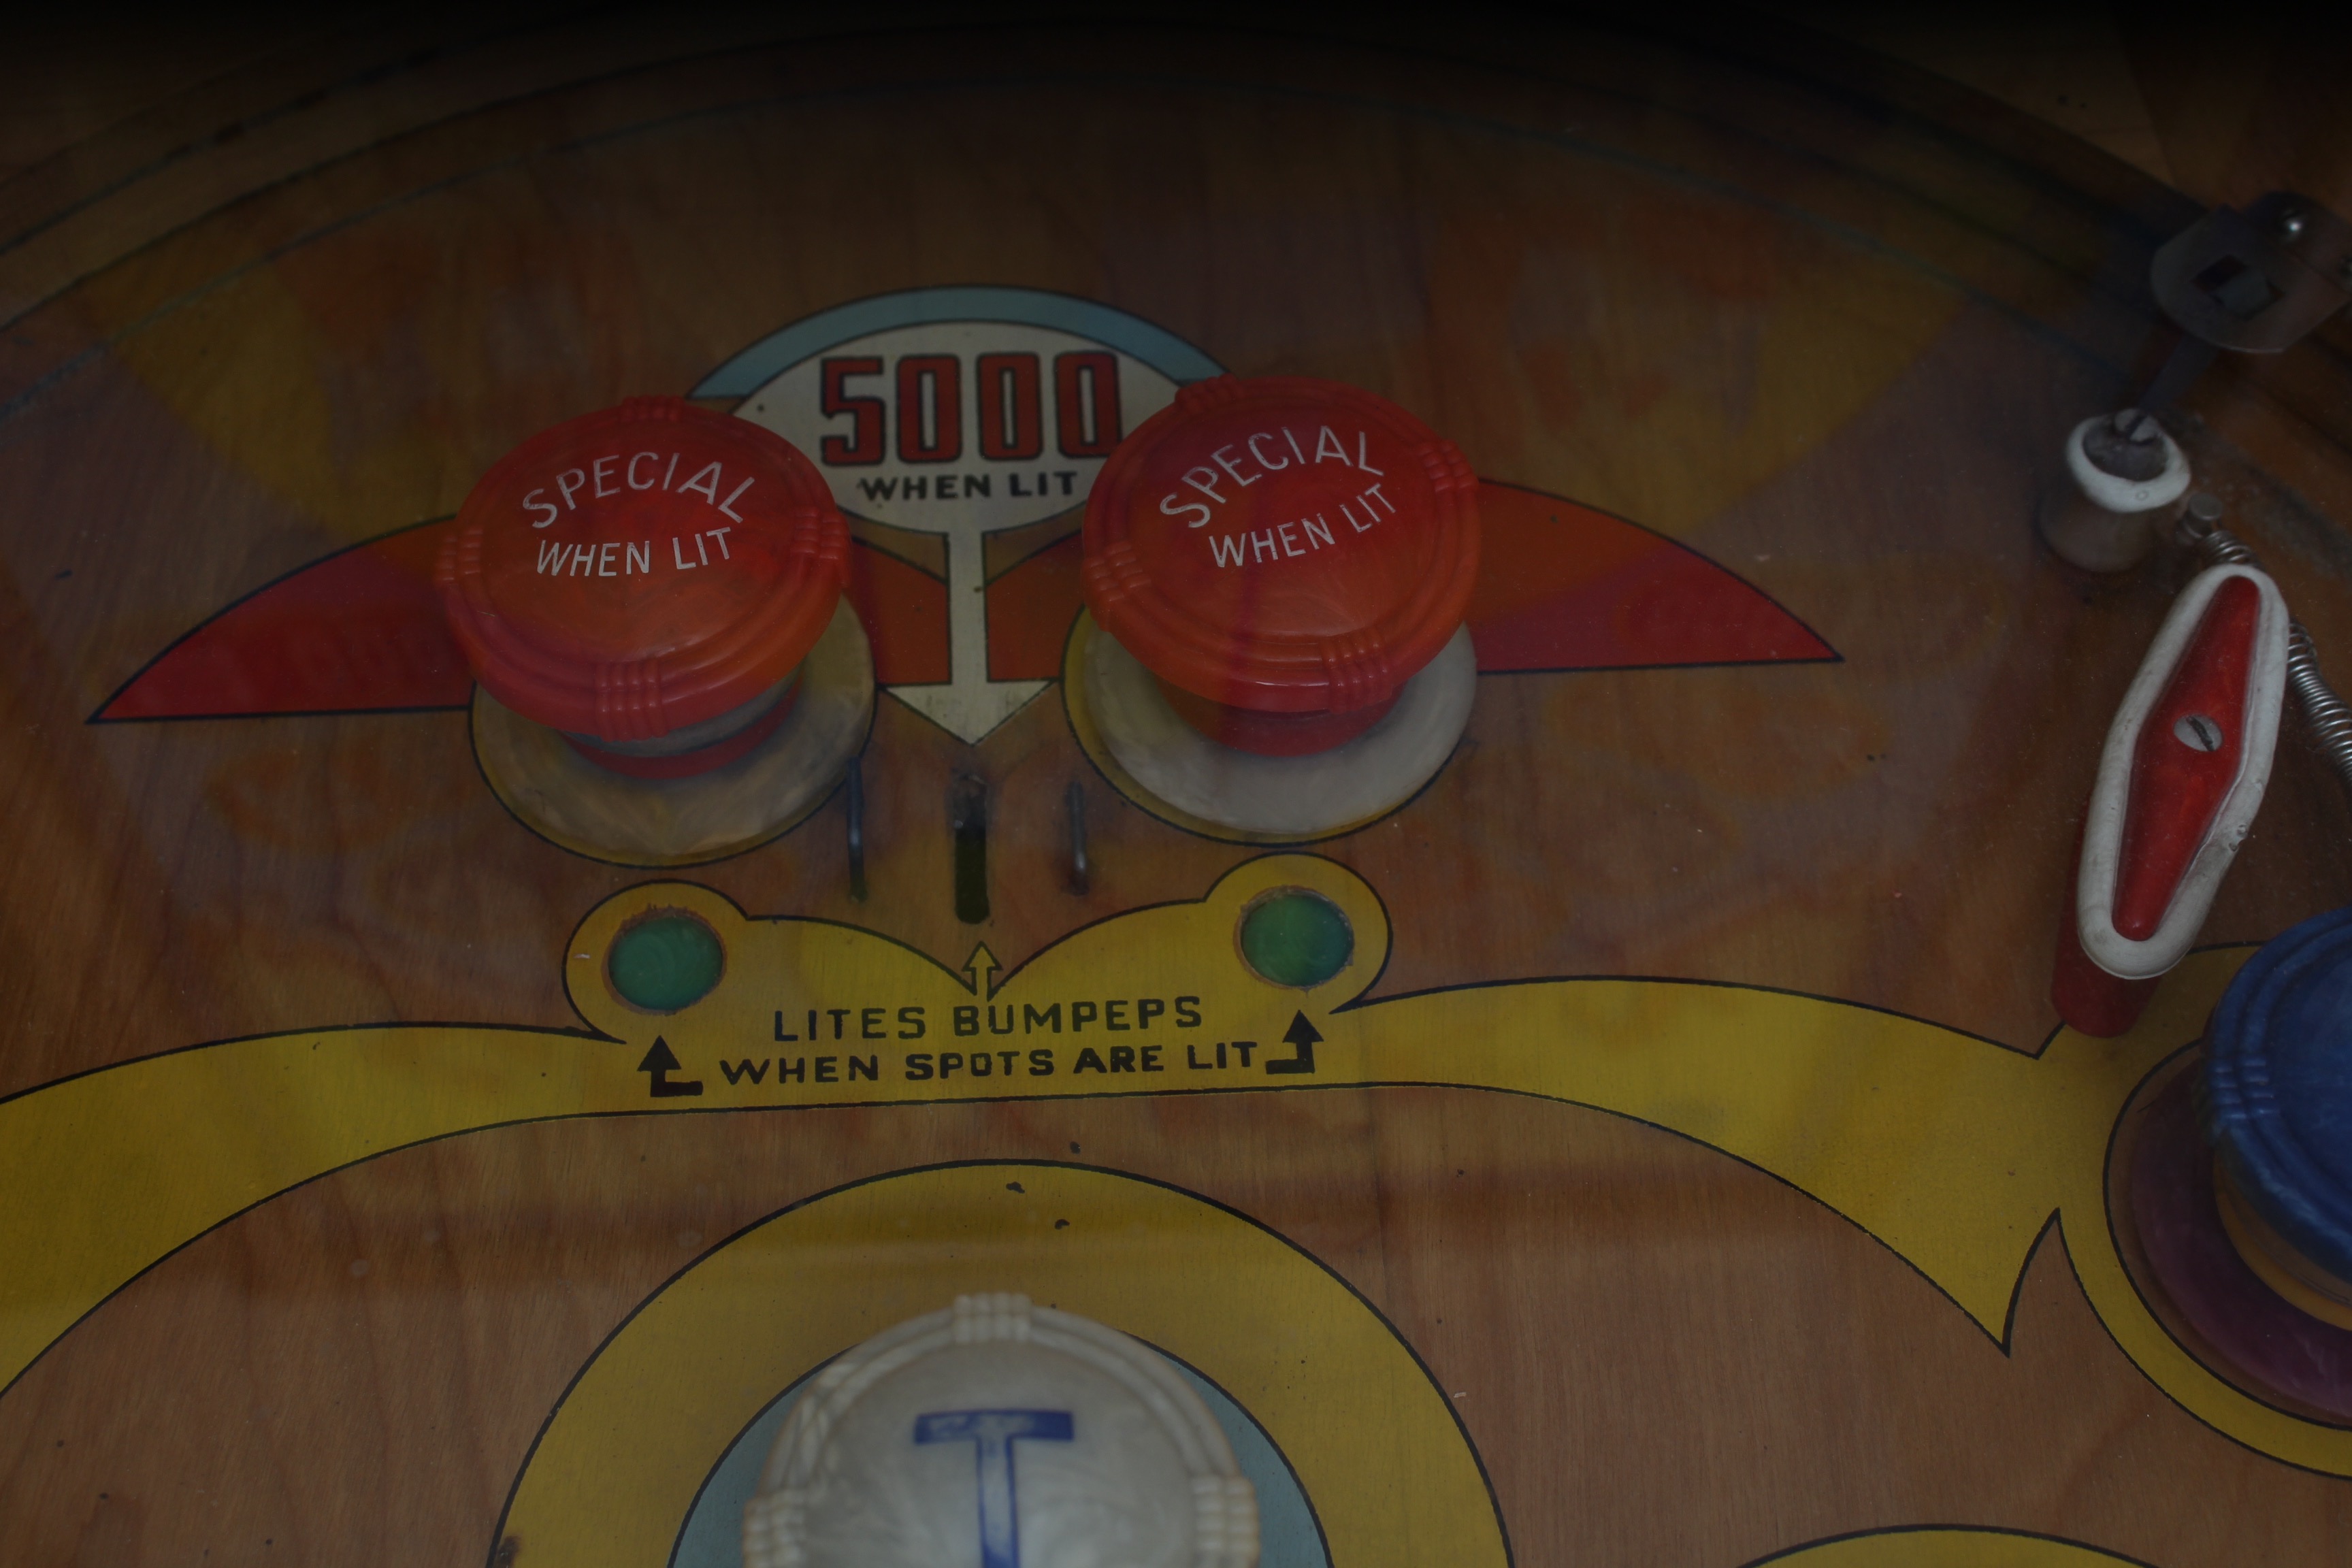 5000
WHEN LIT
SPECIAL
WHEN LIT
SPECIAL
WHEN LIT
LITES BUMPEPS
WHEN SPOTS ARE LIT
T